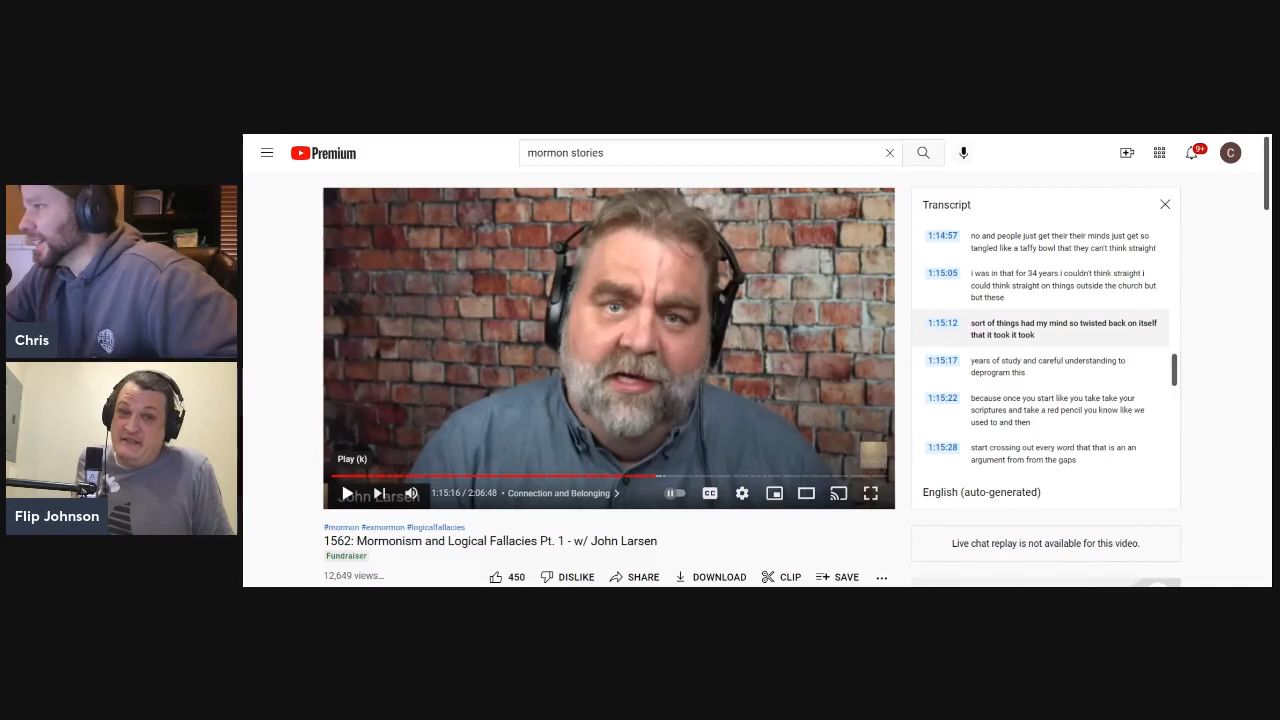 Chris
Flip Johnson
Premium
mormon stories
9+
C
Play (k)
John Larsen
1:15:16 / 2:06:48 • Connection and Belonging
#mormon #exmormon #logicalfallacies
1562: Mormonism and Logical Fallacies Pt. 1 - w/ John Larsen
Fundraiser
12,649 views...
450
DISLIKE
SHARE
DOWNLOAD
CLIP
SAVE
Transcript
1:14:57
no and people just get their their minds just get so
tangled like a taffy bowl that they can't think straight
1:15:05
i was in that for 34 years i couldn't think straight i
could think straight on things outside the church but
but these
1:15:12
sort of things had my mind so twisted back on itself
that it took it took
1:15:17
years of study and careful understanding to
deprogram this
1:15:22
because once you start like you take take your
scriptures and take a red pencil you know like we
used to and then
1:15:28
start crossing out every word that that is an an
argument from from the gaps
English (auto-generated)
Live chat replay is not available for this video.